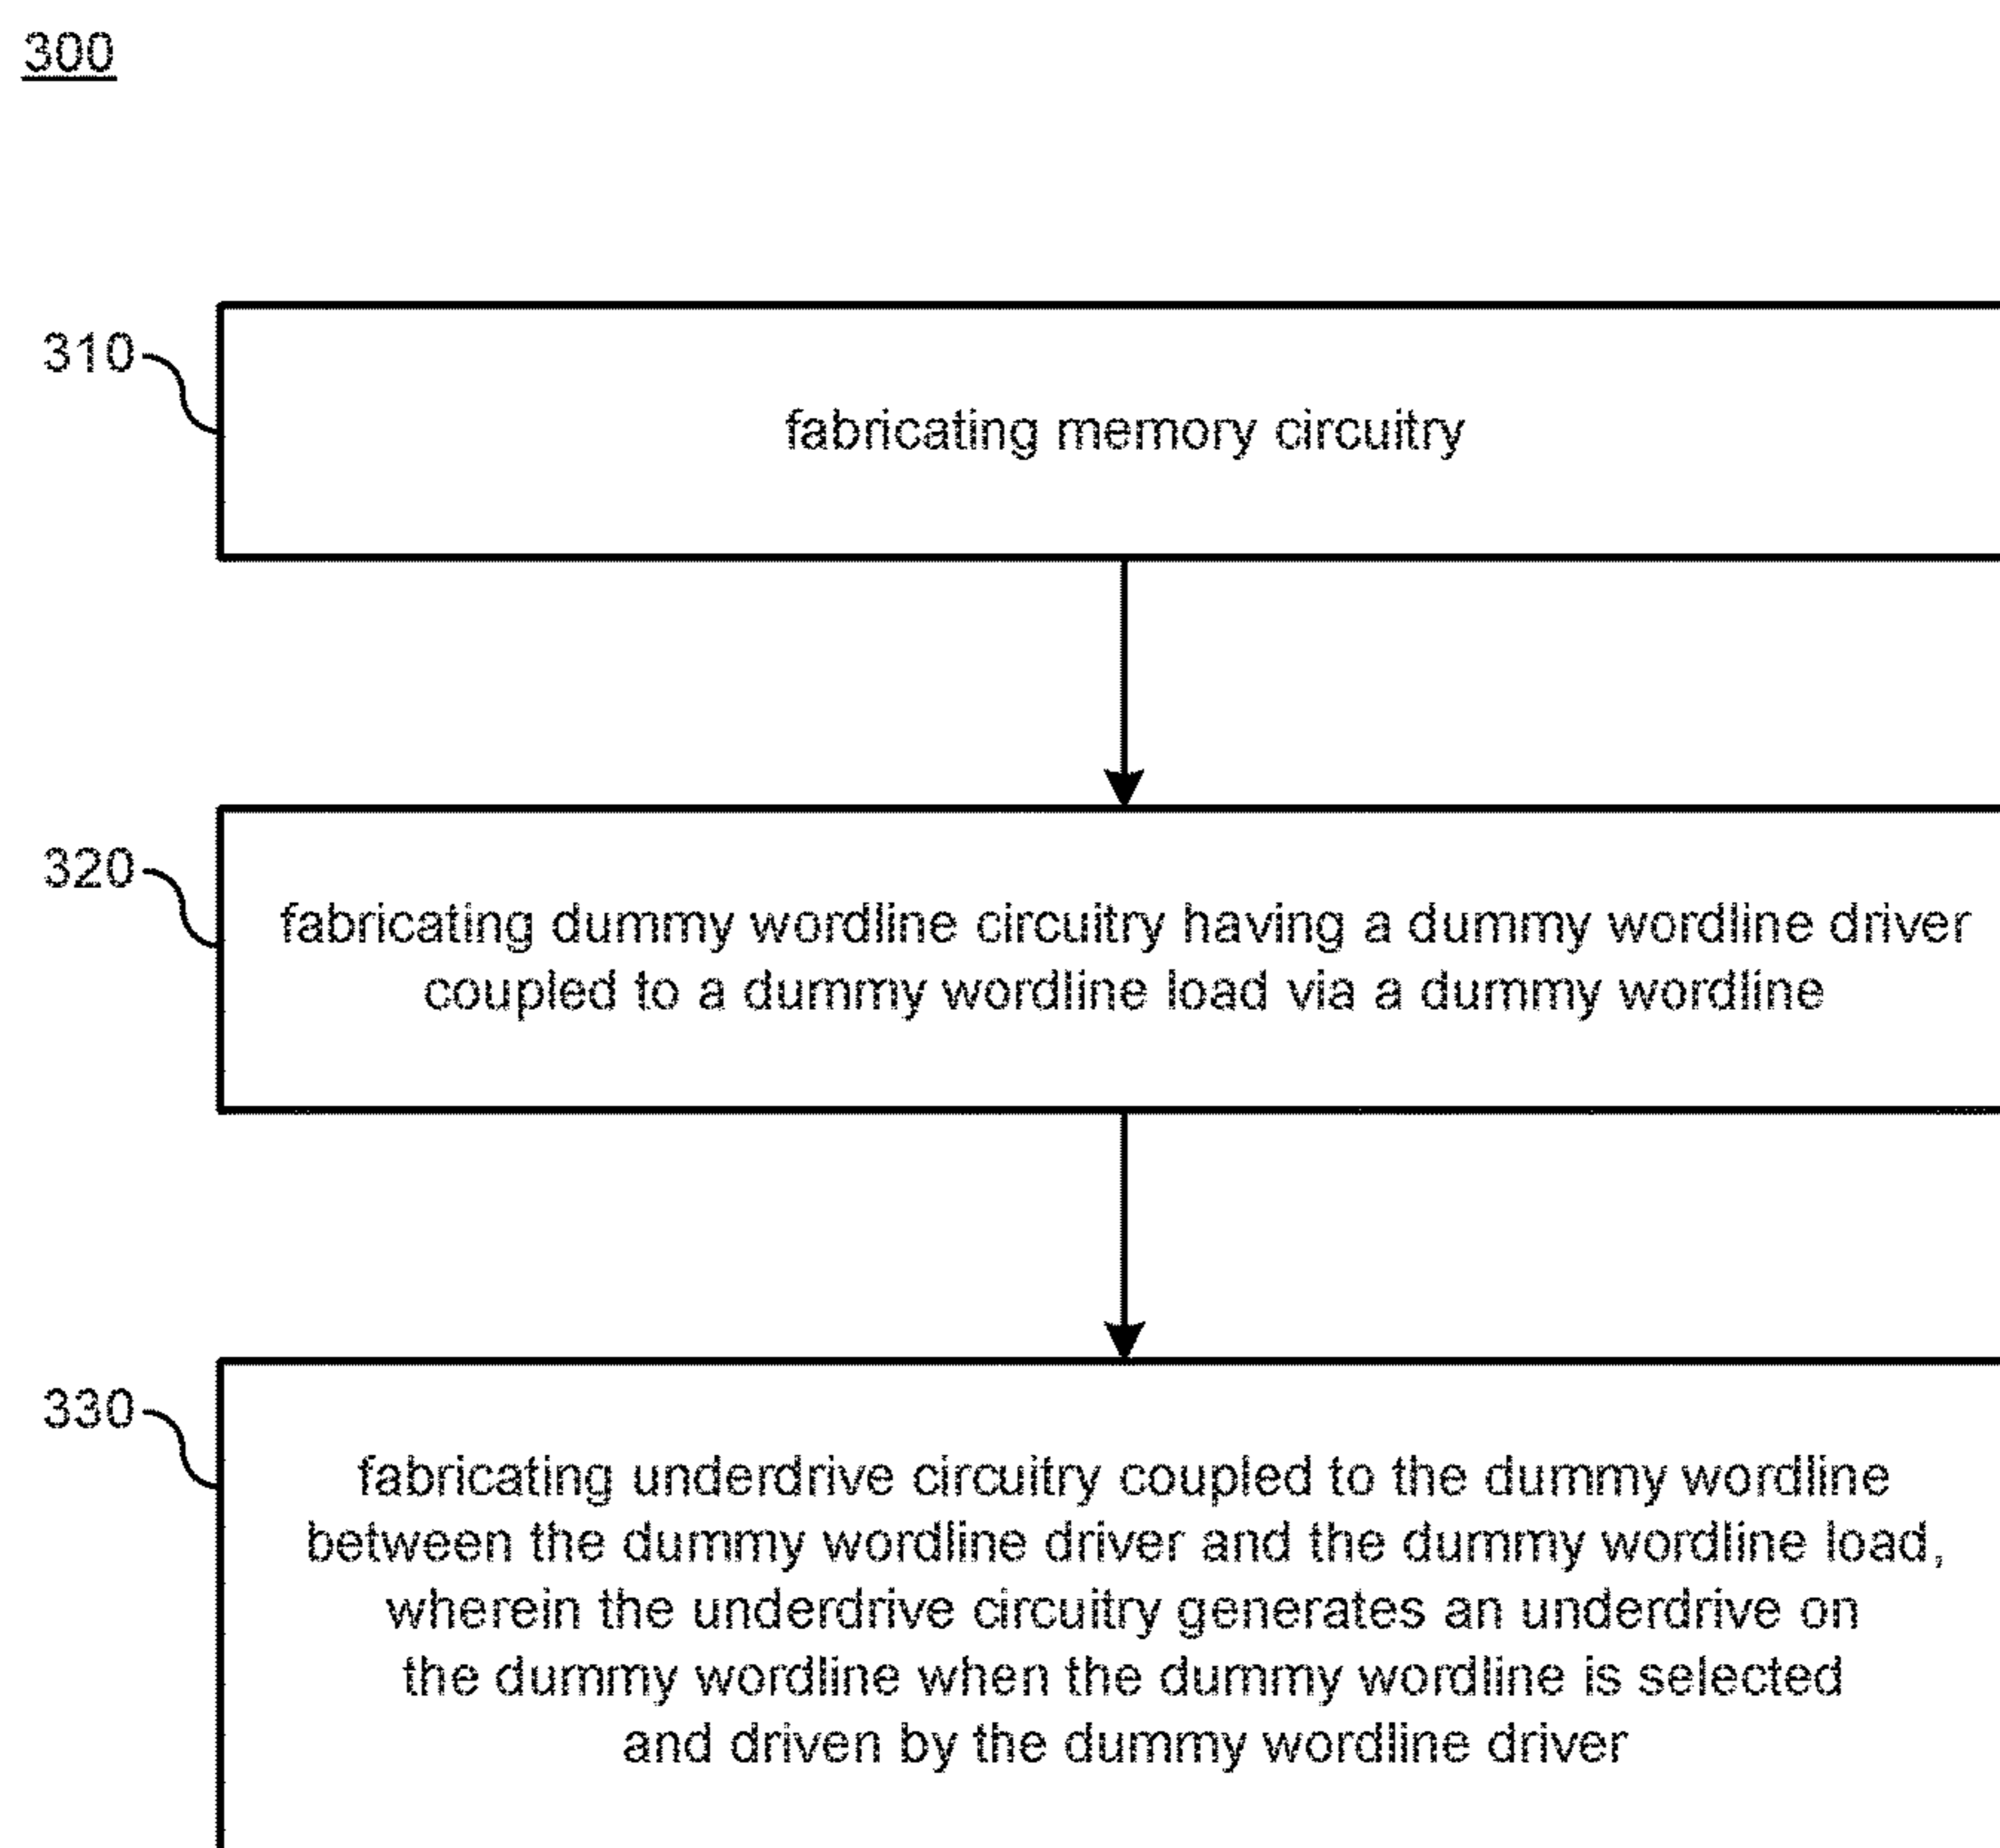 300
310
fabricating memory circuitry
320
fabricating dummy wordline circuitry having a dummy wordline driver
coupled to a dummy wordline load via a dummy wordline
330
fabricating underdrive circuitry coupled to the dummy wordline
between the dummy wordline driver and the dummy wordline load,
wherein the underdrive circuitry generates an underdrive on
the dummy wordline when the dummy wordline is selected
and driven by the dummy wordline driver